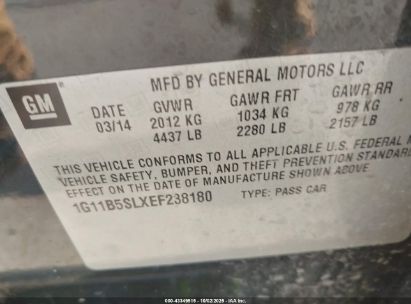 MFD BY GENERAL MOTORS LLC
GM
DATE GVWR GAWR FRT GAWR RR
03/14 2012 KG 1034 KG 978 KG
4437 LB 2280 LB 2157 LB
THIS VEHICLE CONFORMS TO ALL APPLICABLE U.S. FEDERAL
VEHICLE SAFETY, BUMPER, AND THEFT PREVENTION STANDAR
EFFECT ON THE DATE OF MANUFACTURE SHOWN ABOVE
1G11B5SLXEF238180 TYPE: PASS CAR